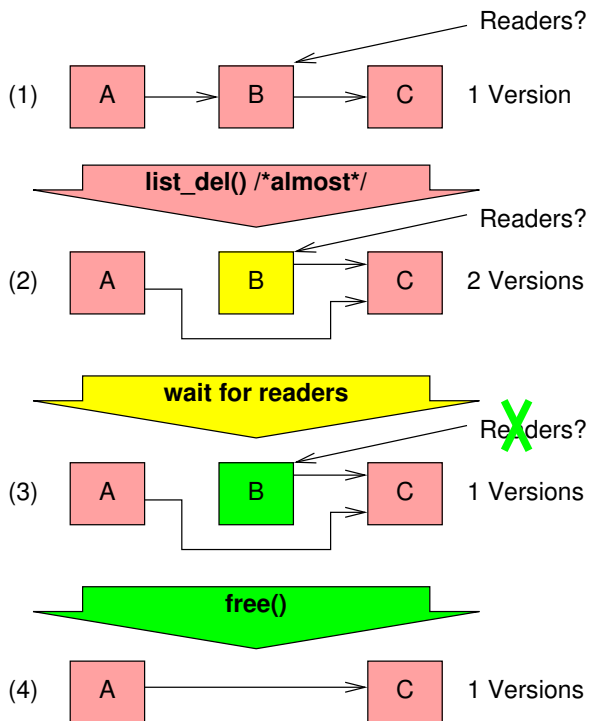 Readers?
(1) A B C 1 Version
list_del() /*almost*/
Readers?
(2) A B C 2 Versions
wait for readers
Readers?
(3) A B C 1 Versions
free()
(4) A C 1 Versions